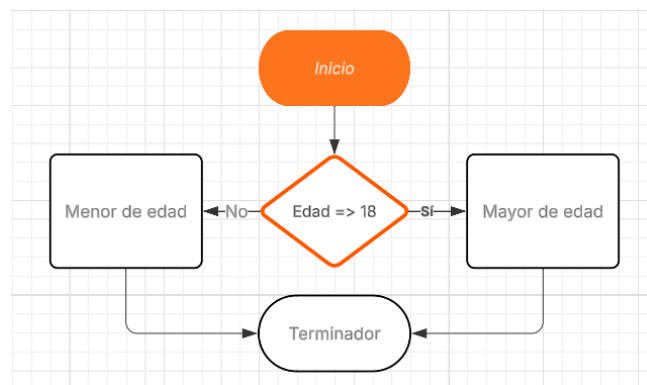 Inicio
Menor de edad
No
Edad => 18
Sí
Mayor de edad
Terminador